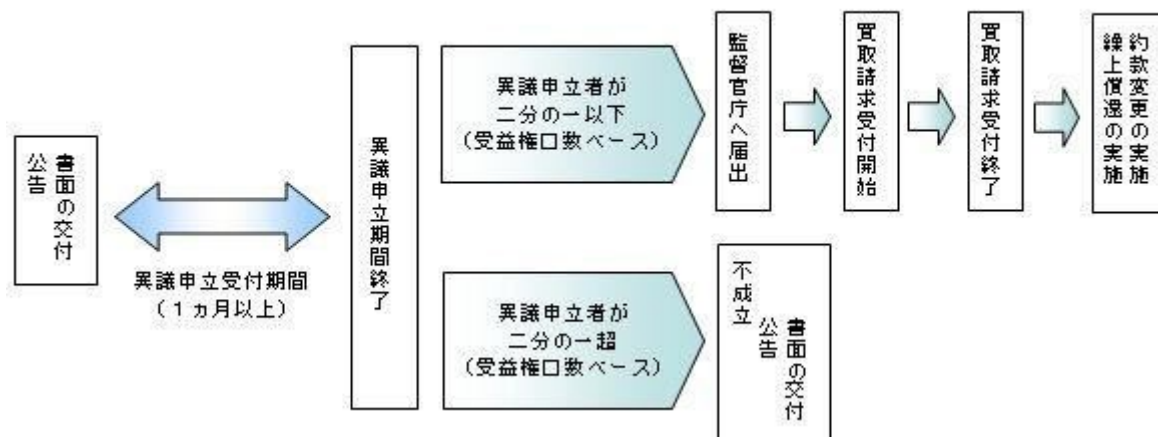 書面の交付
公告
異議申立受付期間
(1ヵ月以上)
異議申立期間終了
異議申立者が
二分の一以下
(受益権口数ベース)
監督官庁へ届出
買取請求受付開始
買取請求受付終了
約款変更の実施
繰上償還の実施
異議申立者が
二分の一超
(受益権口数ベース)
不成立
書面の交付
公告